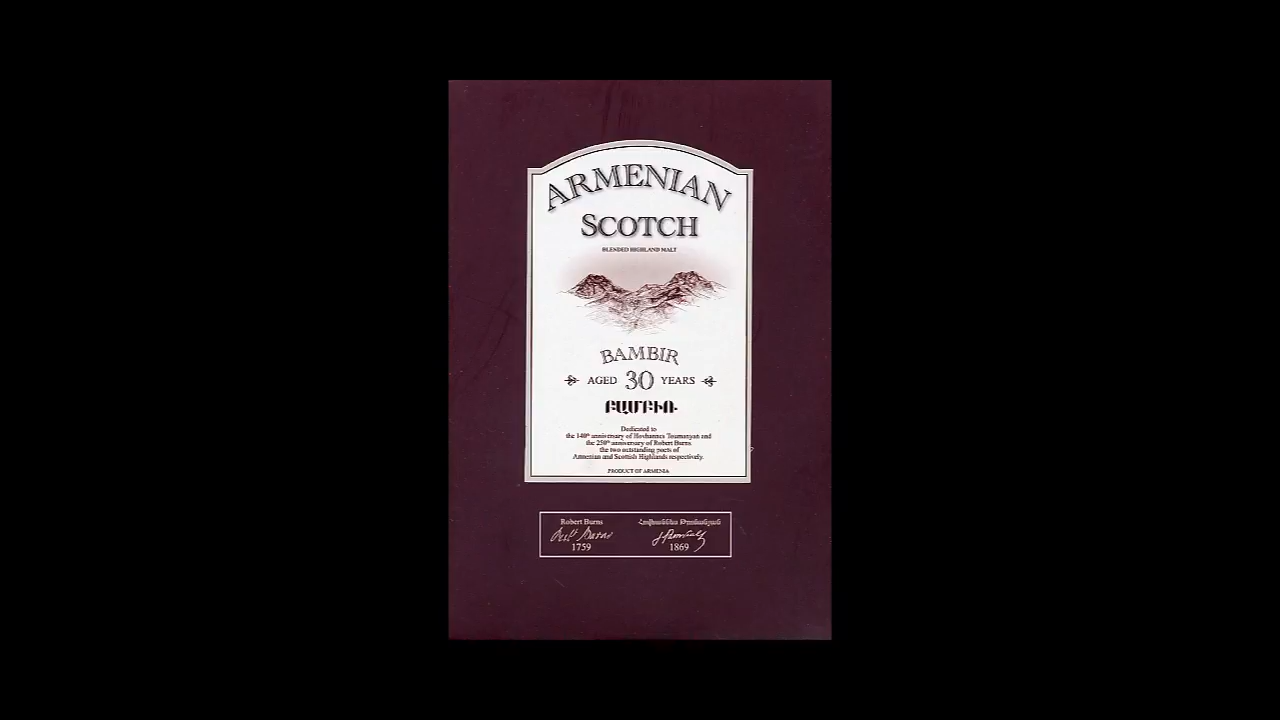 ARMENIAN
SCOTCH
BLENDED HIGHLAND MALT
BAMBIR
AGED 30 YEARS
ԲԱՄԲԻՌ
Dedicated to
the 140th anniversary of Hovhannes Toumanyan and
the 250th anniversary of Robert Burns
the two outstanding poets of
Armenian and Scottish Highlands respectively.
PRODUCT OF ARMENIA
Robert Burns
Հովհաննես Թումանյան
1759
1869